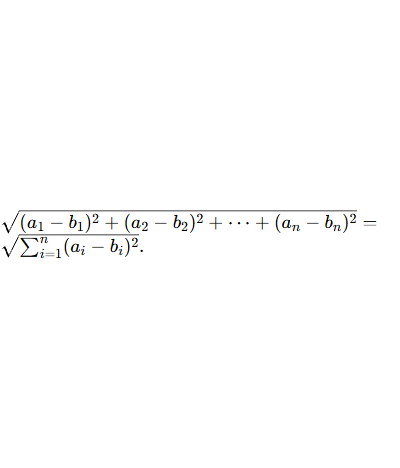 √(a₁ − b₁)² + (a₂ − b₂)² + ⋯ + (aₙ − bₙ)² =
√∑ⁿᵢ₌₁(aᵢ − bᵢ)².